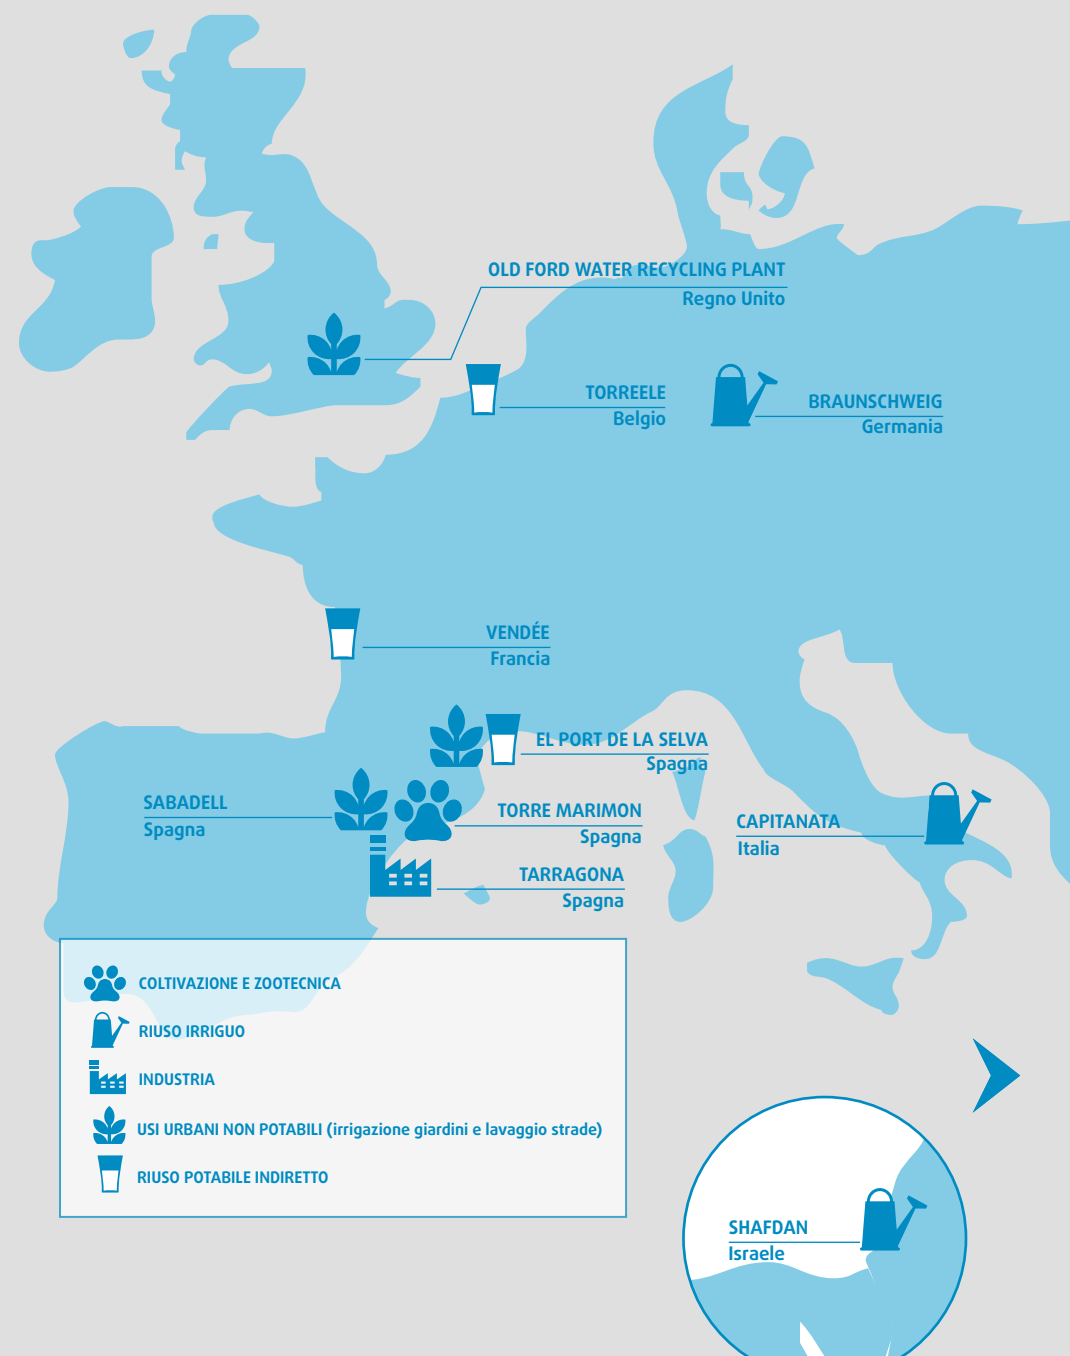 OLD FORD WATER RECYCLING PLANT
Regno Unito
TORREELE
Belgio
BRAUNSCHWEIG
Germania
VENDÉE
Francia
EL PORT DE LA SELVA
Spagna
SABADELL
Spagna
TORRE MARIMON
Spagna
CAPITANATA
Italia
TARRAGONA
Spagna
COLTIVAZIONE E ZOOTECNICA
RIUSO IRRIGUO
INDUSTRIA
USI URBANI NON POTABILI (irrigazione giardini e lavaggio strade)
RIUSO POTABILE INDIRETTO
SHAFDAN
Israele